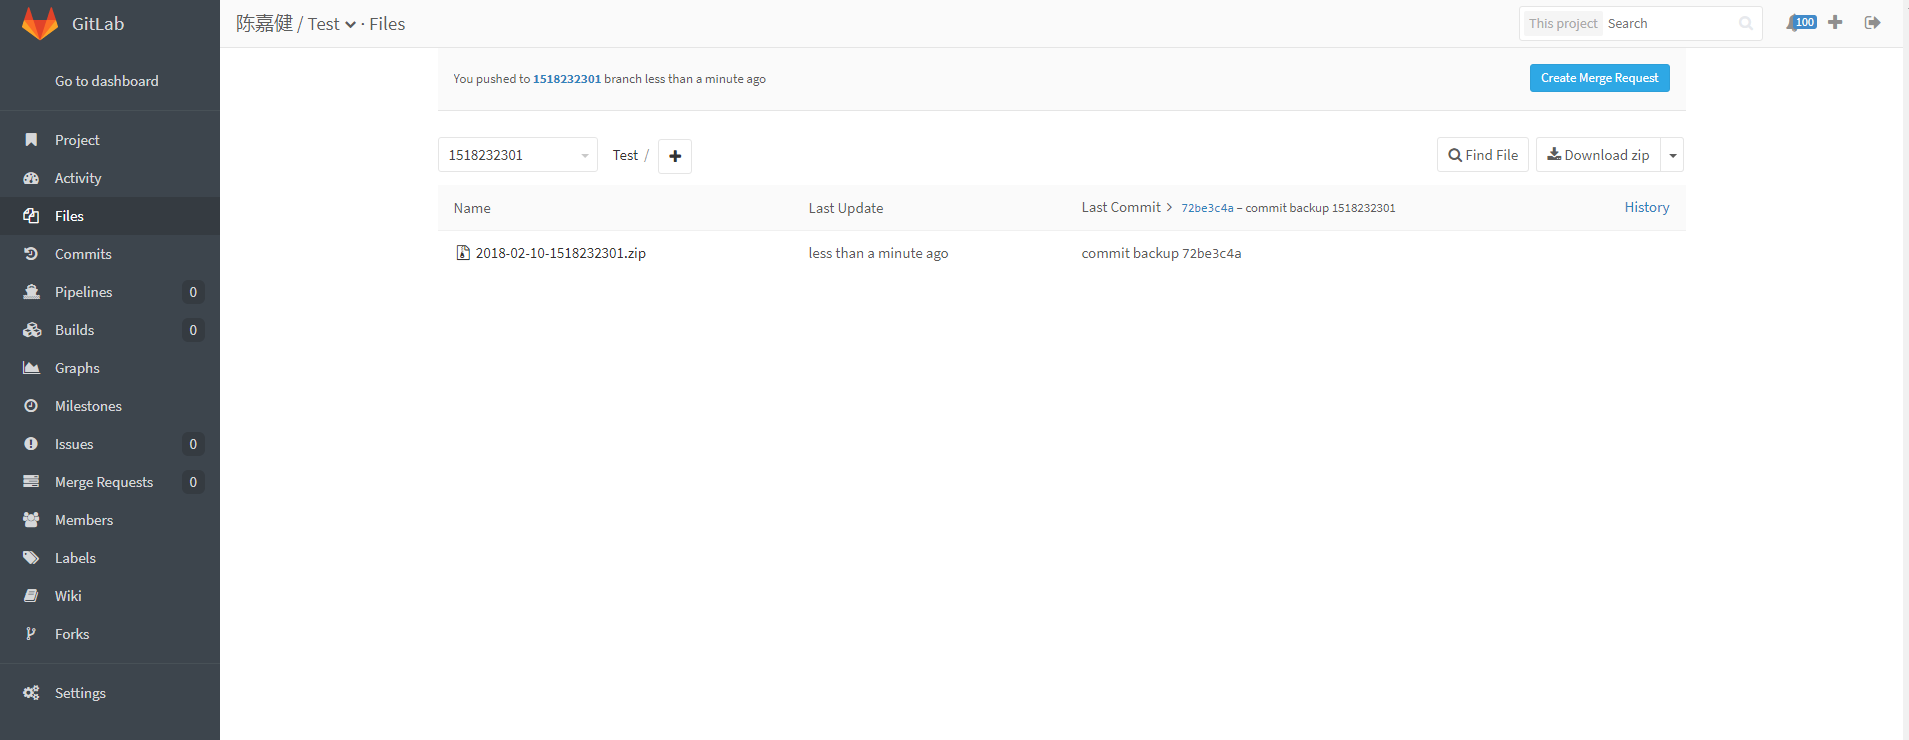 GitLab
Go to dashboard
Project
Activity
Files
Commits
Pipelines 0
Builds 0
Graphs
Milestones
Issues 0
Merge Requests 0
Members
Labels
Wiki
Forks
Settings
陈嘉健 / Test · Files
This project Search
100
You pushed to 1518232301 branch less than a minute ago
Create Merge Request
1518232301
Test /
Find File
Download zip
Name Last Update Last Commit > 72be3c4a – commit backup 1518232301 History
2018-02-10-1518232301.zip less than a minute ago commit backup 72be3c4a